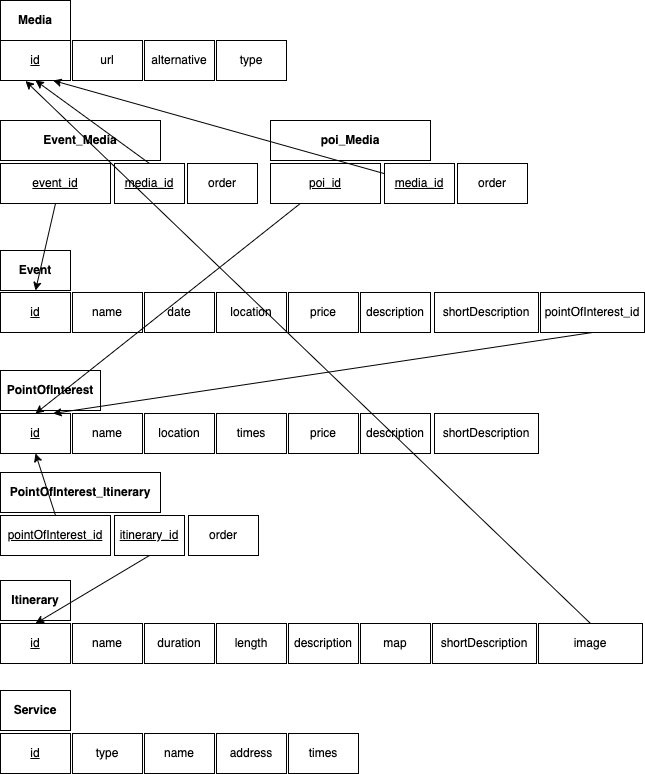 Media
id url alternative type
Event_Media poi_Media
event_id media_id order poi_id media_id order
Event
id name date location price description shortDescription pointOfInterest_id
PointOfInterest
id name location times price description shortDescription
PointOfInterest_Itinerary
pointOfInterest_id itinerary_id order
Itinerary
id name duration length description map shortDescription image
Service
id type name address times